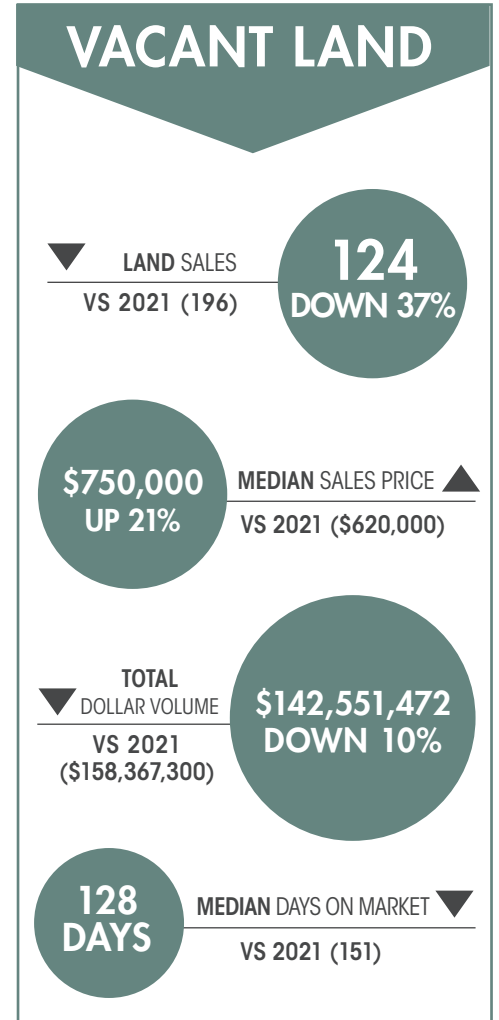 VACANT LAND
LAND SALES
VS 2021 (196)
124
DOWN 37%
$750,000
UP 21%
MEDIAN SALES PRICE
VS 2021 ($620,000)
TOTAL
DOLLAR VOLUME
VS 2021
($158,367,300)
$142,551,472
DOWN 10%
128
DAYS
MEDIAN DAYS ON MARKET
VS 2021 (151)